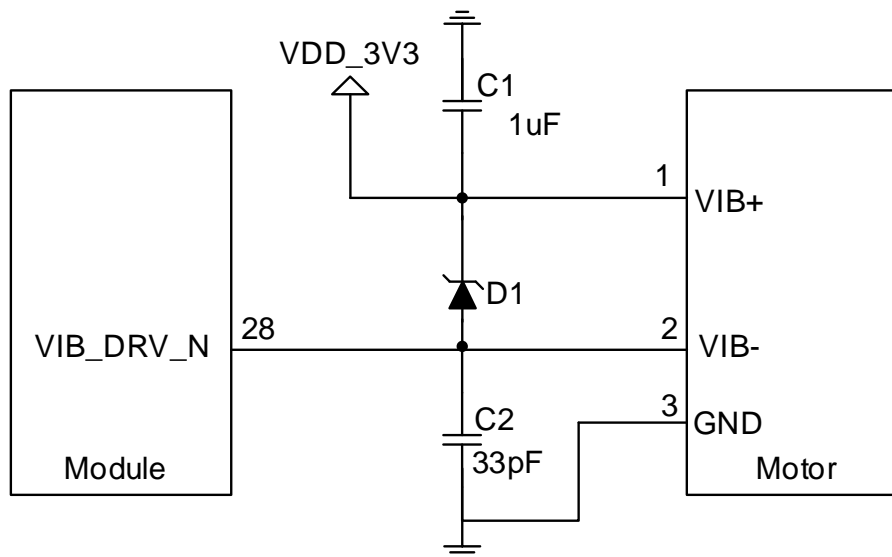 VDD_3V3
C1
1uF
1
VIB+
D1
VIB_DRV_N
28
2
VIB-
3
GND
C2
33pF
Module
Motor